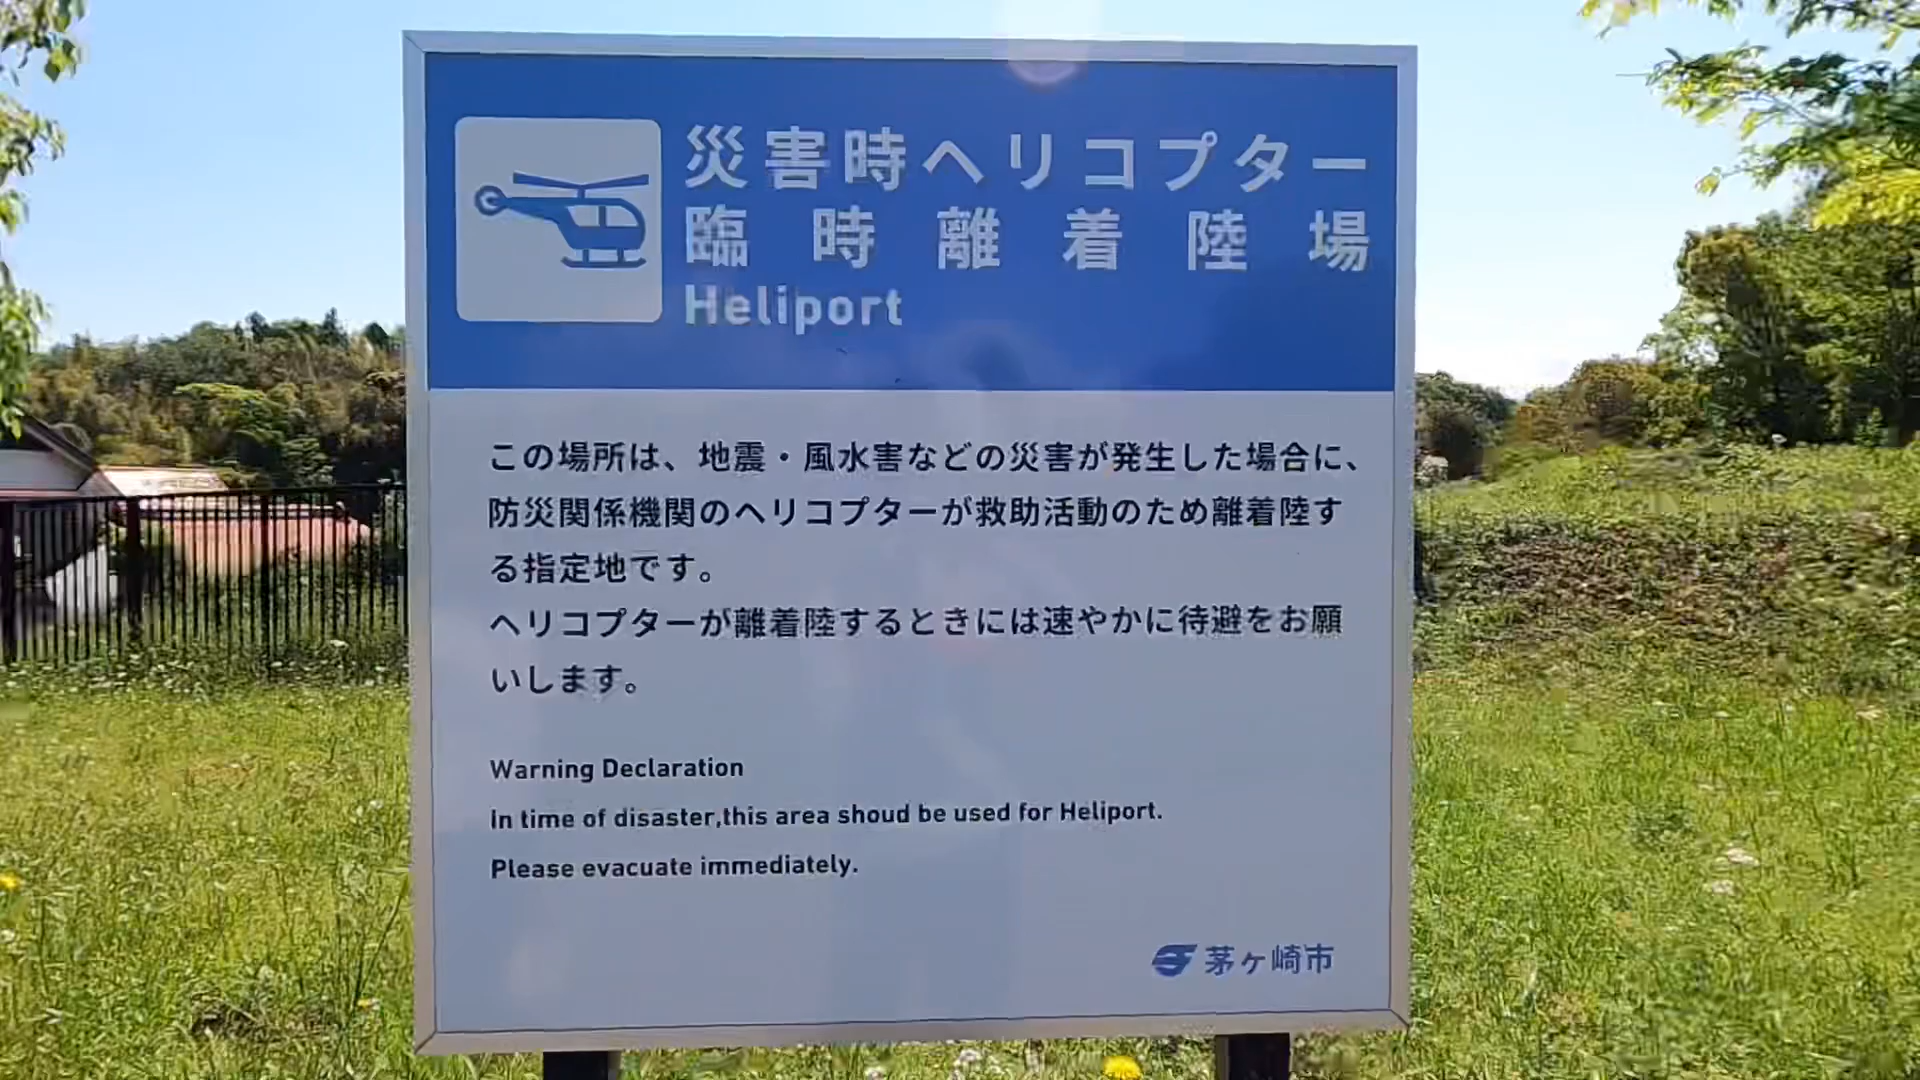 災害時ヘリコプター
臨時離着陸場
Heliport
この場所は、地震・風水害などの災害が発生した場合に、
防災関係機関のヘリコプターが救助活動のため離着陸す
る指定地です。
ヘリコプターが離着陸するときには速やかに待避をお願
いします。
Warning Declaration
In time of disaster,this area shoud be used for Heliport.
Please evacuate immediately.
茅ヶ崎市